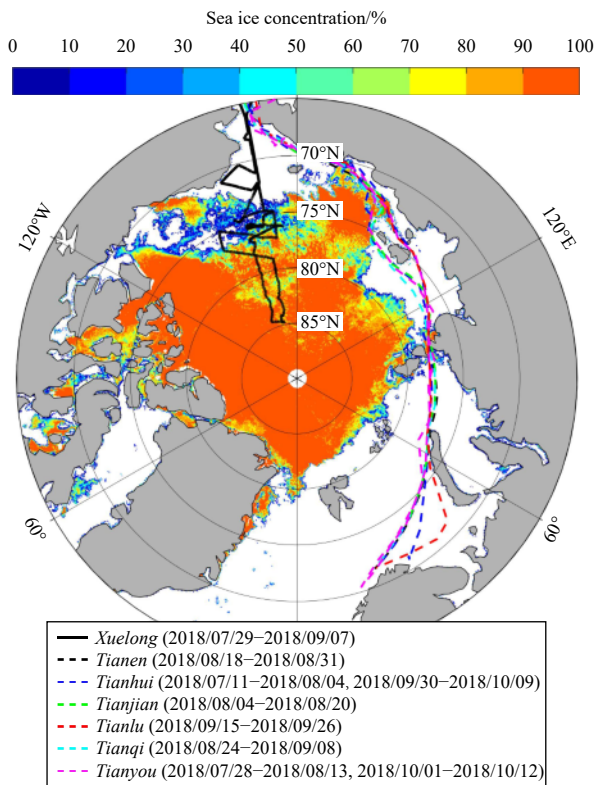 Sea ice concentration/%
0 10 20 30 40 50 60 70 80 90 100
70°N
75°N
120°W
120°E
80°N
85°N
60°
60°
Xuelong (2018/07/29−2018/09/07)
Tianen (2018/08/18−2018/08/31)
Tianhui (2018/07/11−2018/08/04, 2018/09/30−2018/10/09)
Tianjian (2018/08/04−2018/08/20)
Tianlu (2018/09/15−2018/09/26)
Tianqi (2018/08/24−2018/09/08)
Tianyou (2018/07/28−2018/08/13, 2018/10/01−2018/10/12)